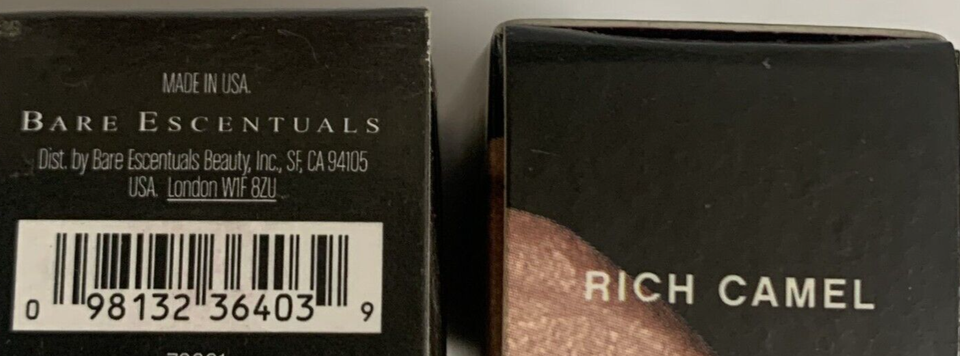 MADE IN USA.
BARE ESCENTUALS
Dist. by Bare Escentuals Beauty, Inc., SF, CA 94105
USA. London W1F 8ZU
0 98132 36403 9
RICH CAMEL